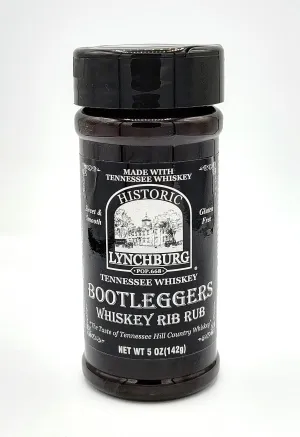 MADE WITH
TENNESSEE WHISKEY
HISTORIC
Sweet & Smooth
Gluten Free
LYNCHBURG
POP. 668
TENNESSEE WHISKEY
BOOTLEGGERS
WHISKEY RIB RUB
The Taste of Tennessee Hill Country Whiskey
NET WT 5 OZ(142g)